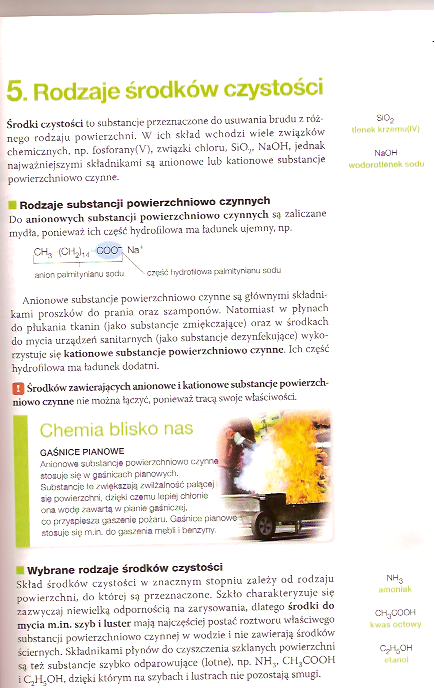 5. Rodzaje środków czystości
Środki czystości to substancje przeznaczone do usuwania brudu z róż-
nego rodzaju powierzchni. W ich skład wchodzi wiele związków
chemicznych, np. fosforany(V), związki chloru, SiO₂, NaOH, jednak
najważniejszymi składnikami są anionowe lub kationowe substancje
powierzchniowo czynne.
SiO₂
tlenek krzemu(IV)
NaOH
wodorotlenek sodu
Rodzaje substancji powierzchniowo czynnych
Do anionowych substancji powierzchniowo czynnych są zaliczane
mydła, ponieważ ich część hydrofilowa ma ładunek ujemny, np.
CH₃ (CH₂)₁₄ COO⁻ Na⁺
anion palmitynianu sodu
część hydrofilowa palmitynianu sodu
Anionowe substancje powierzchniowo czynne są głównymi składni-
kami proszków do prania oraz szamponów. Natomiast w płynach
do płukania tkanin (jako substancje zmiękczające) oraz w środkach
do mycia urządzeń sanitarnych (jako substancje dezynfekujące) wyko-
rzystuje się kationowe substancje powierzchniowo czynne. Ich część
hydrofilowa ma ładunek dodatni.
! Środków zawierających anionowe i kationowe substancje powierzch-
niowo czynne nie można łączyć, ponieważ tracą swoje właściwości.
Chemia blisko nas
GAŚNICE PIANOWE
Anionowe substancje powierzchniowo czynne
stosuje się w gaśnicach pianowych.
Substancje te zwiększają zwilżalność palącej
się powierzchni, dzięki czemu lepiej chłonie
ona wodę zawartą w pianie gaśniczej,
co przyspiesza gaszenie pożaru. Gaśnice pianowe
stosuje się m.in. do gaszenia mebli i benzyny.
Wybrane rodzaje środków czystości
Skład środków czystości w znacznym stopniu zależy od rodzaju
powierzchni, do której są przeznaczone. Szkło charakteryzuje się
zazwyczaj niewielką odpornością na zarysowania, dlatego środki do
mycia m.in. szyb i luster mają najczęściej postać roztworu właściwego
substancji powierzchniowo czynnej w wodzie i nie zawierają środków
ściernych. Składnikami płynów do czyszczenia szklanych powierzchni
są też substancje szybko odparowujące (lotne), np. NH₃, CH₃COOH
i C₂H₅OH, dzięki którym na szybach i lustrach nie pozostają smugi.
NH₃
amoniak
CH₃COOH
kwas octowy
C₂H₅OH
etanol